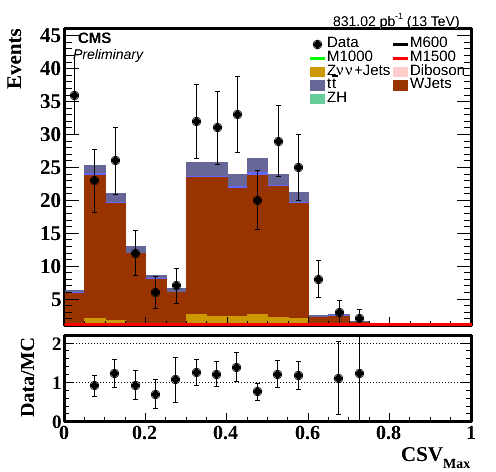 831.02 pb-1 (13 TeV)
CMS
Preliminary
Data
M600
M1000
M1500
Zνν+Jets
Diboson
tt̄
WJets
ZH
Events
45
40
35
30
25
20
15
10
5
Data/MC
2
1
0
0 0.2 0.4 0.6 0.8 1
CSVMax